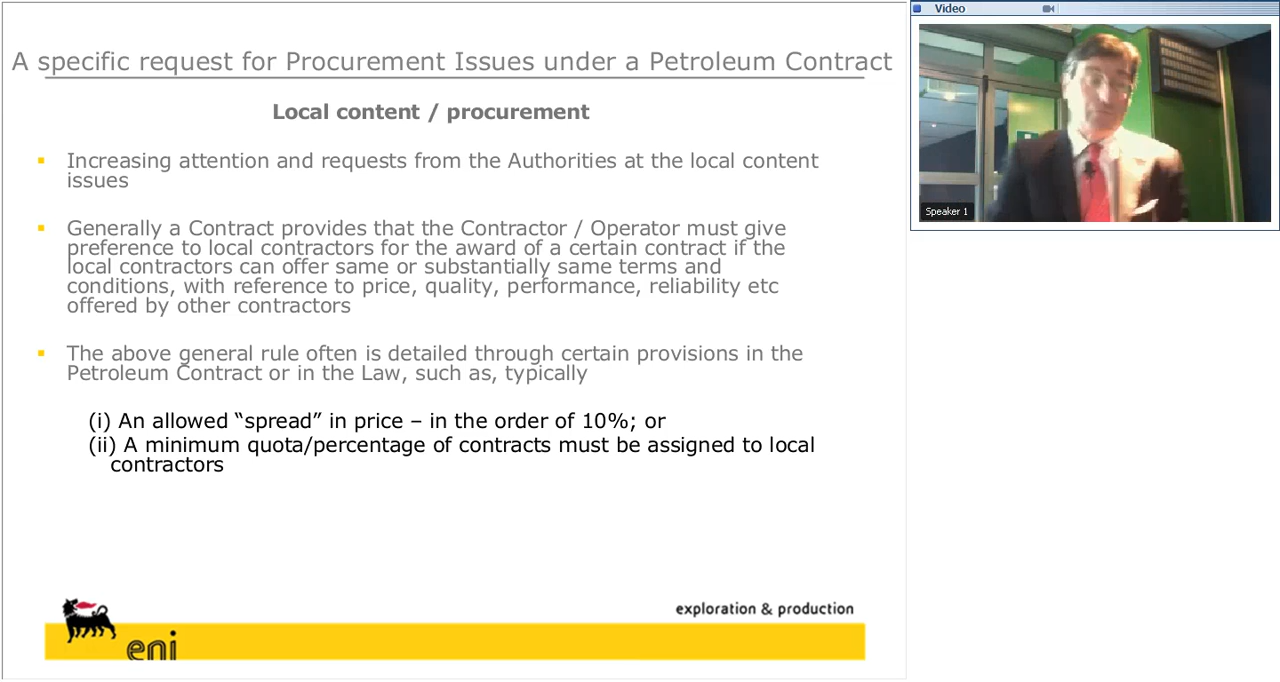 A specific request for Procurement Issues under a Petroleum Contract
Local content / procurement
Increasing attention and requests from the Authorities at the local content
issues
Generally a Contract provides that the Contractor / Operator must give
preference to local contractors for the award of a certain contract if the
local contractors can offer same or substantially same terms and
conditions, with reference to price, quality, performance, reliability etc
offered by other contractors
The above general rule often is detailed through certain provisions in the
Petroleum Contract or in the Law, such as, typically
(i) An allowed “spread” in price – in the order of 10%; or
(ii) A minimum quota/percentage of contracts must be assigned to local
contractors
exploration & production
eni
Video
Speaker 1